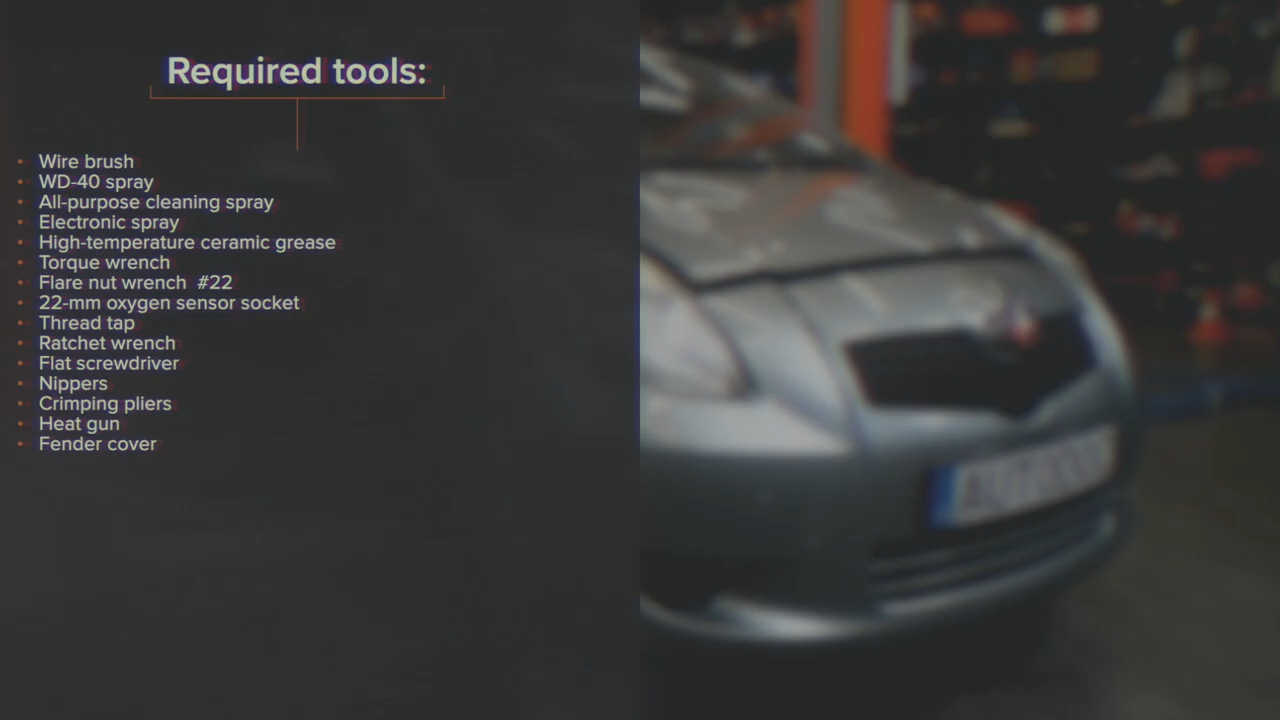 Required tools:
Wire brush
WD-40 spray
All-purpose cleaning spray
Electronic spray
High-temperature ceramic grease
Torque wrench
Flare nut wrench #22
22-mm oxygen sensor socket
Thread tap
Ratchet wrench
Flat screwdriver
Nippers
Crimping pliers
Heat gun
Fender cover